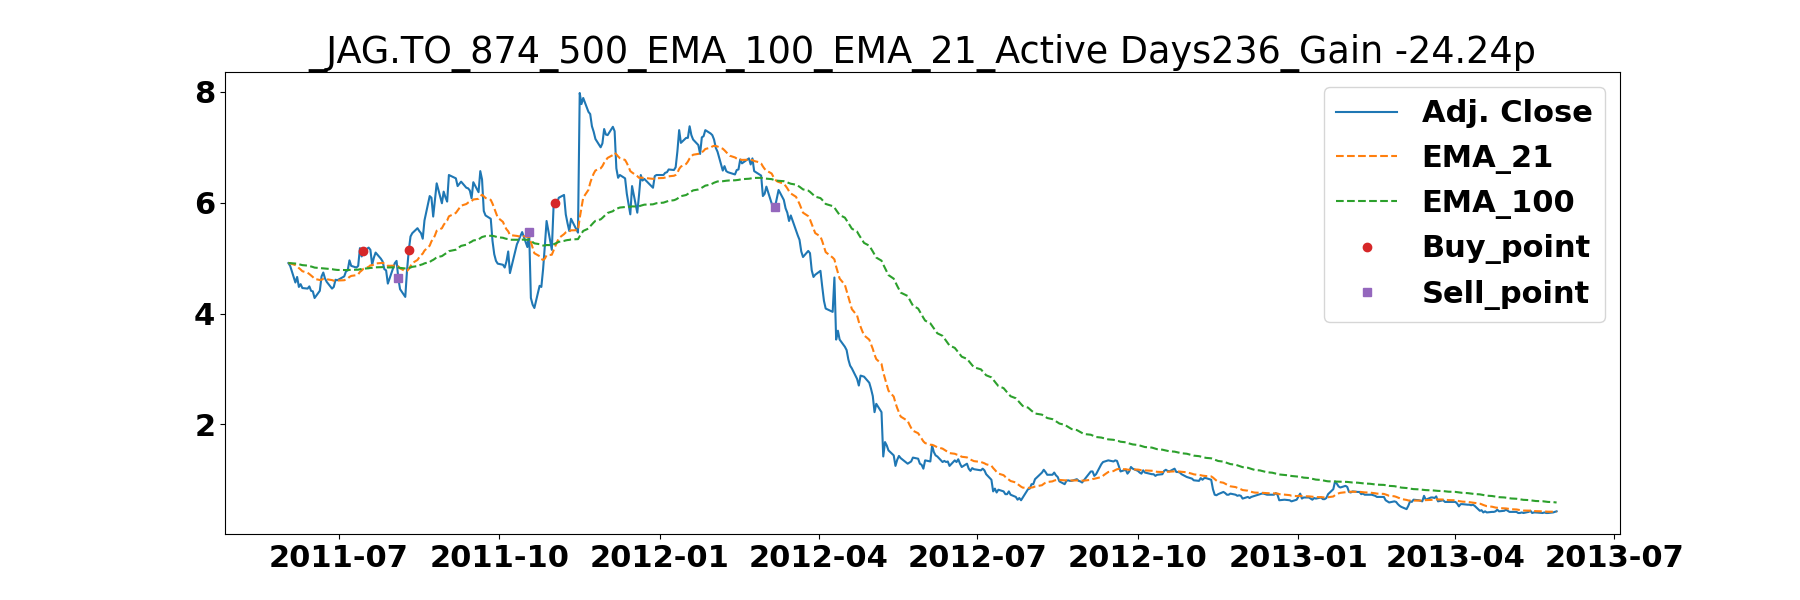 _JAG.TO_874_500_EMA_100_EMA_21_Active Days236_Gain -24.24p
8
6
4
2
Adj. Close
EMA_21
EMA_100
Buy_point
Sell_point
2011-07 2011-10 2012-01 2012-04 2012-07 2012-10 2013-01 2013-04 2013-07